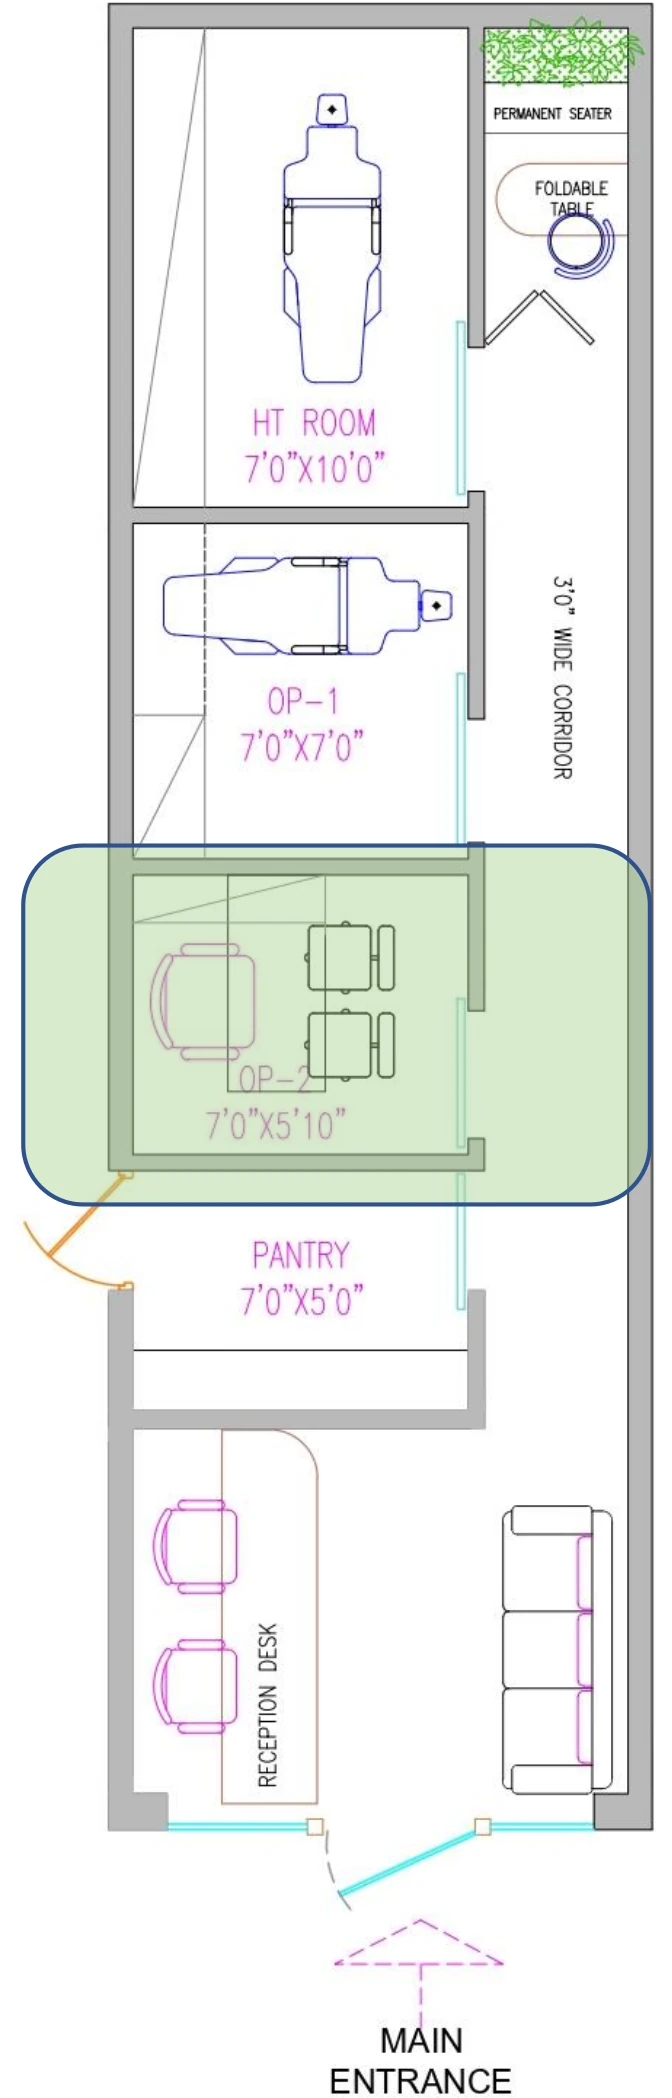 PERMANENT SEATER
FOLDABLE
TABLE
HT ROOM
7'0"X10'0"
3'0" WIDE CORRIDOR
OP-1
7'0"X7'0"
OP-2
7'0"X5'10"
PANTRY
7'0"X5'0"
RECEPTION DESK
MAIN
ENTRANCE